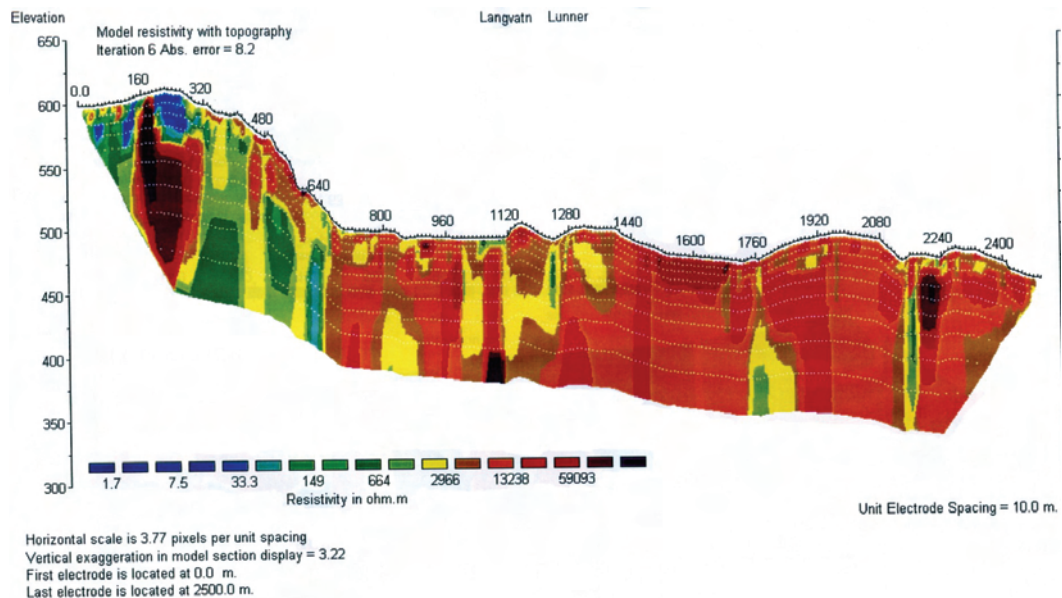 Elevation
Langvatn Lunner
650
Model resistivity with topography
Iteration 6 Abs. error = 8.2
0.0 160 320 480 640 800 960 1120 1280 1440 1600 1760 1920 2080 2240 2400
600
550
500
450
400
350
300
1.7 7.5 33.3 149 664 2966 13238 59093
Resistivity in ohm.m
Unit Electrode Spacing = 10.0 m.
Horizontal scale is 3.77 pixels per unit spacing
Vertical exaggeration in model section display = 3.22
First electrode is located at 0.0 m.
Last electrode is located at 2500.0 m.